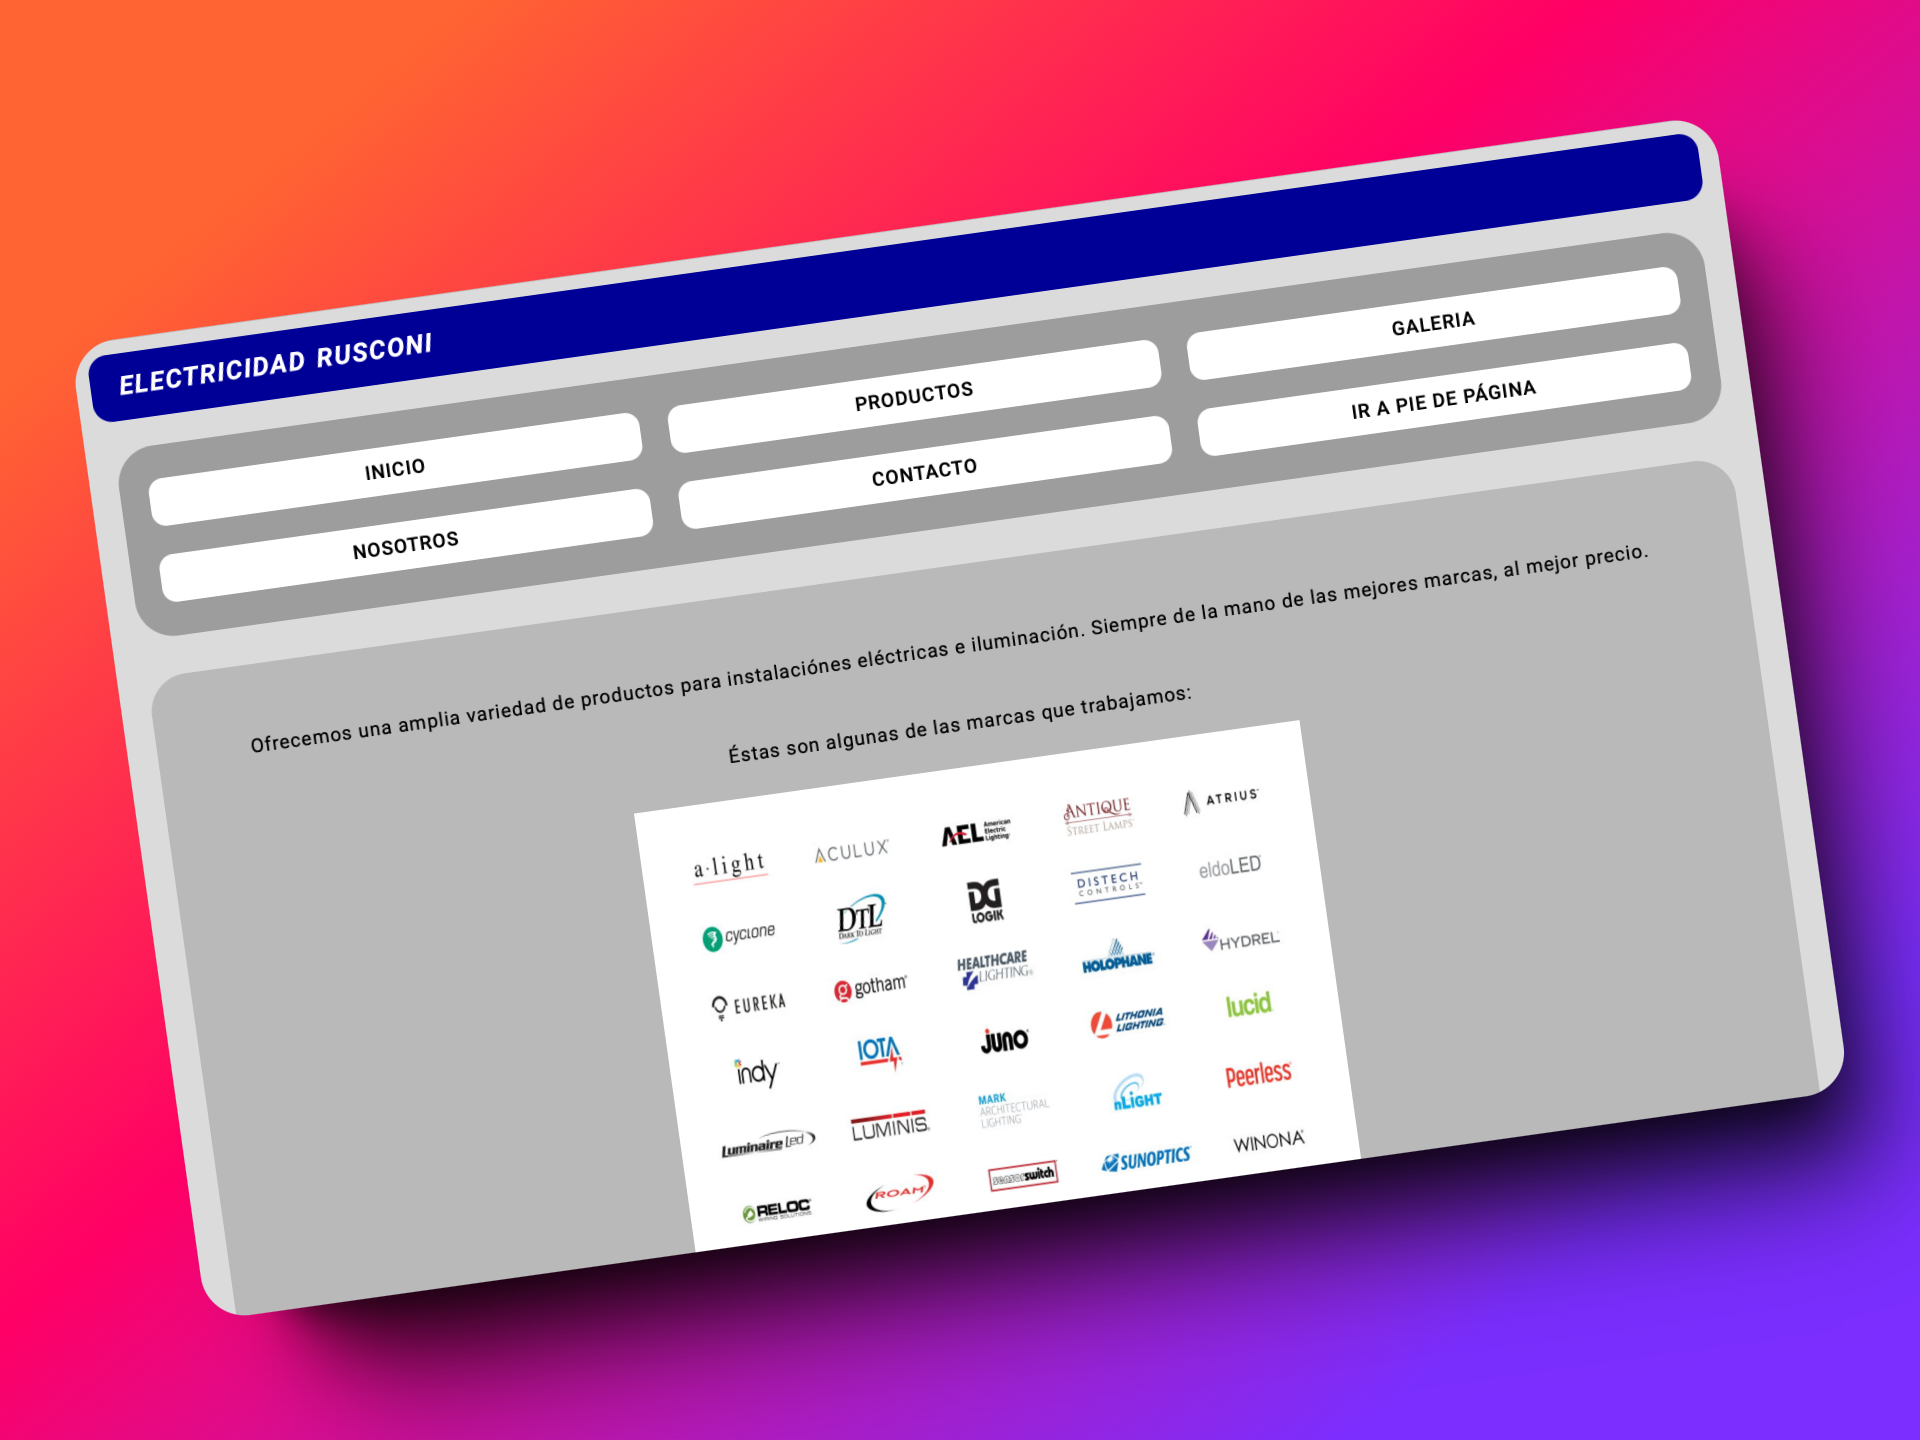 ELECTRICIDAD RUSCONI
INICIO
PRODUCTOS
GALERIA
NOSOTROS
CONTACTO
IR A PIE DE PÁGINA
Ofrecemos una amplia variedad de productos para instalaciónes eléctricas e iluminación. Siempre de la mano de las mejores marcas, al mejor precio.
Éstas son algunas de las marcas que trabajamos:
a·light
ACULUX
AEL American Electric Lighting
ANTIQUE
STREET LAMPS
ATRIUS
cyclone
DTL
DARK TO LIGHT
DG
LOGIK
DISTECH
CONTROLS
eldoLED
EUREKA
gotham
HEALTHCARE
LIGHTING
HOLOPHANE
HYDREL
indy
IOTA
juno
LITHONIA
LIGHTING
lucid
Luminaire Led
LUMINIS
MARK
ARCHITECTURAL
LIGHTING
nLIGHT
Peerless
RELOC
WIRING SOLUTIONS
ROAM
sensorswitch
SUNOPTICS
WINONA